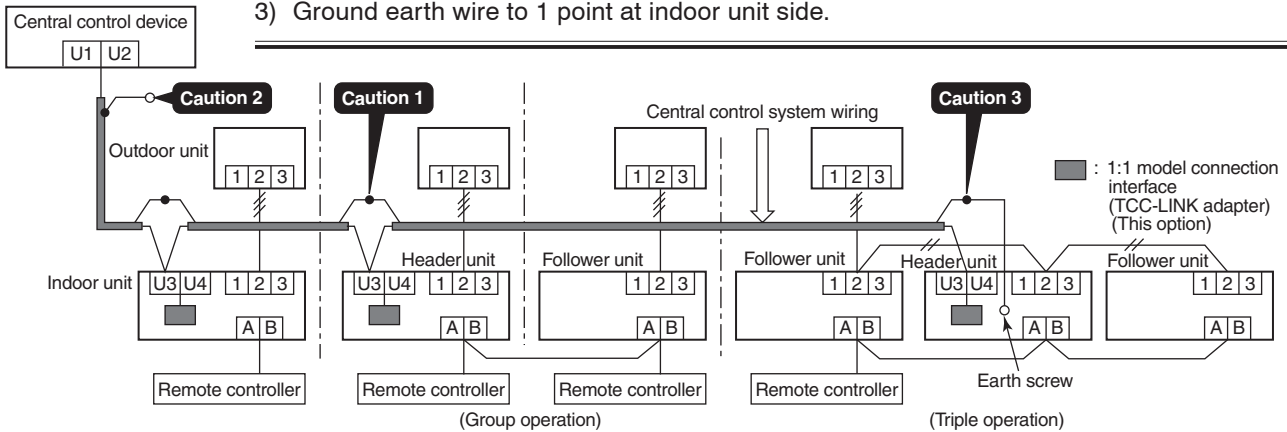 3) Ground earth wire to 1 point at indoor unit side.
Central control device
U1 U2
Caution 2
Caution 1
Central control system wiring
Caution 3
Outdoor unit
1 2 3
1 2 3
1 2 3
1 2 3
: 1:1 model connection
interface
(TCC-LINK adapter)
(This option)
Indoor unit
U3 U4
1 2 3
A B
Header unit
U3 U4
1 2 3
A B
Follower unit
1 2 3
A B
Follower unit
1 2 3
A B
Header unit
U3 U4
1 2 3
A B
Follower unit
1 2 3
A B
Remote controller
Remote controller
Remote controller
Remote controller
Earth screw
(Group operation)
(Triple operation)